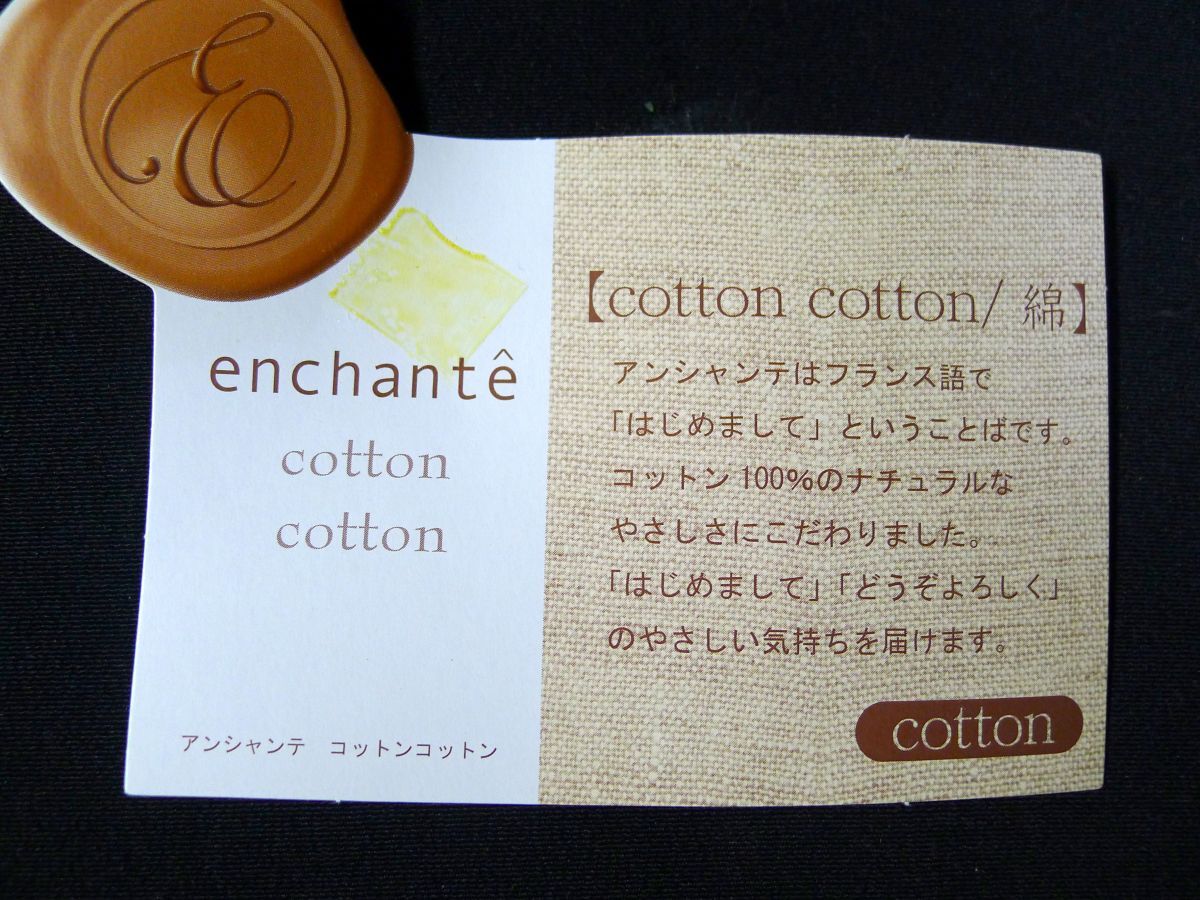 E
enchantê
cotton
cotton
アンシャンテ　コットンコットン
【cotton cotton/ 綿】
アンシャンテはフランス語で
「はじめまして」ということばです。
コットン100%のナチュラルな
やさしさにこだわりました。
「はじめまして」「どうぞよろしく」
のやさしい気持ちを届けます。
cotton